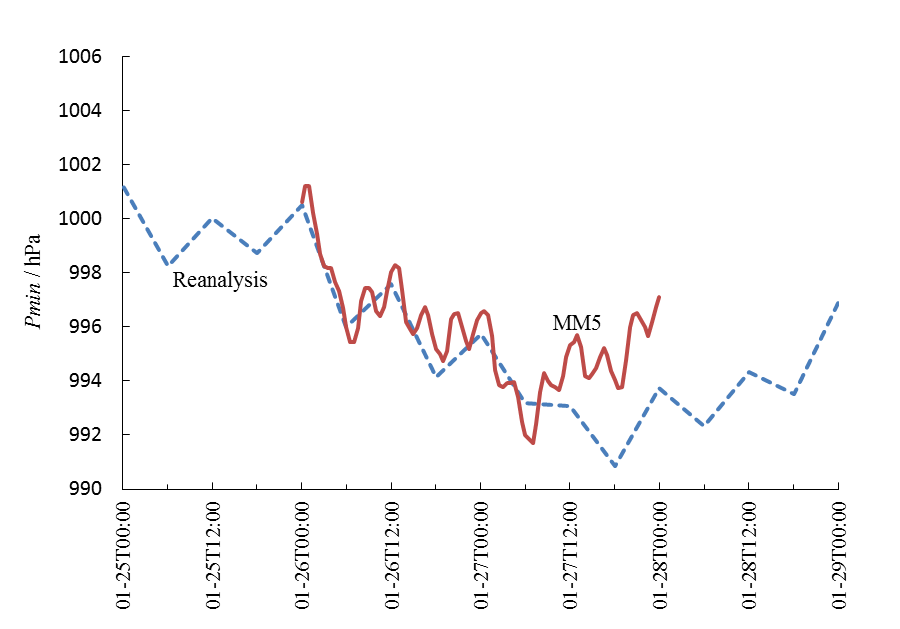 1006
1004
1002
1000
998
996
994
992
990
Pmin / hPa
Reanalysis
MM5
01-25T00:00
01-25T12:00
01-26T00:00
01-26T12:00
01-27T00:00
01-27T12:00
01-28T00:00
01-28T12:00
01-29T00:00